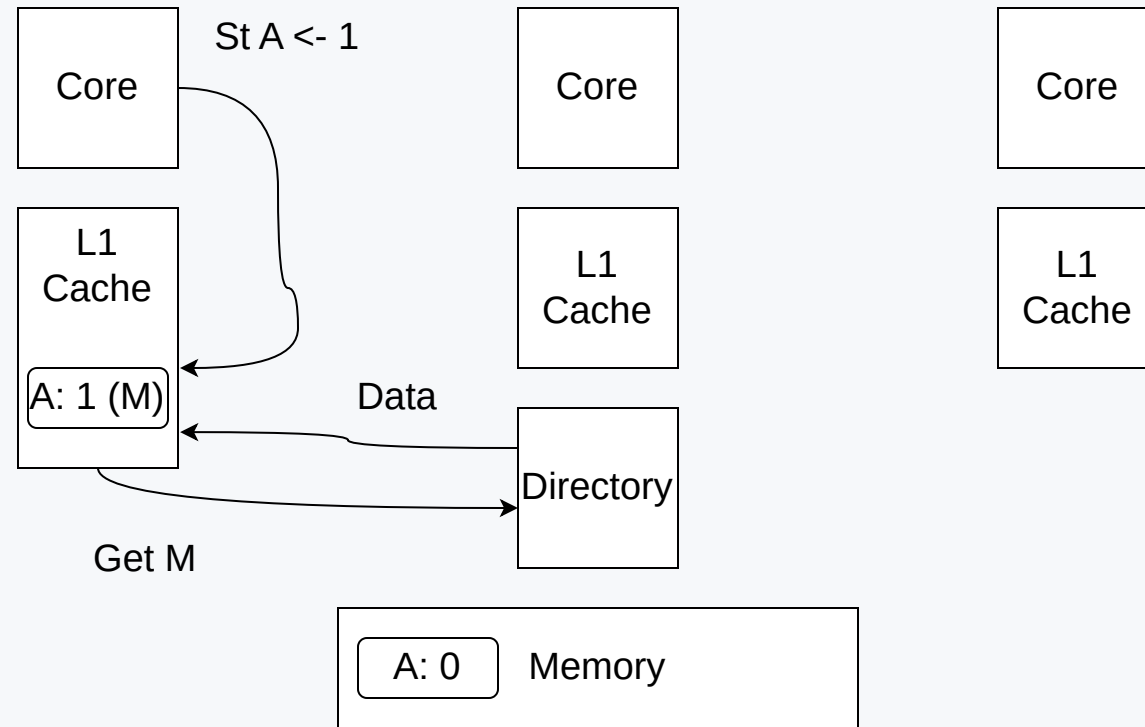 St A <- 1
Core
Core
Core
L1
Cache
L1
Cache
L1
Cache
A: 1 (M)
Data
Directory
Get M
A: 0
Memory